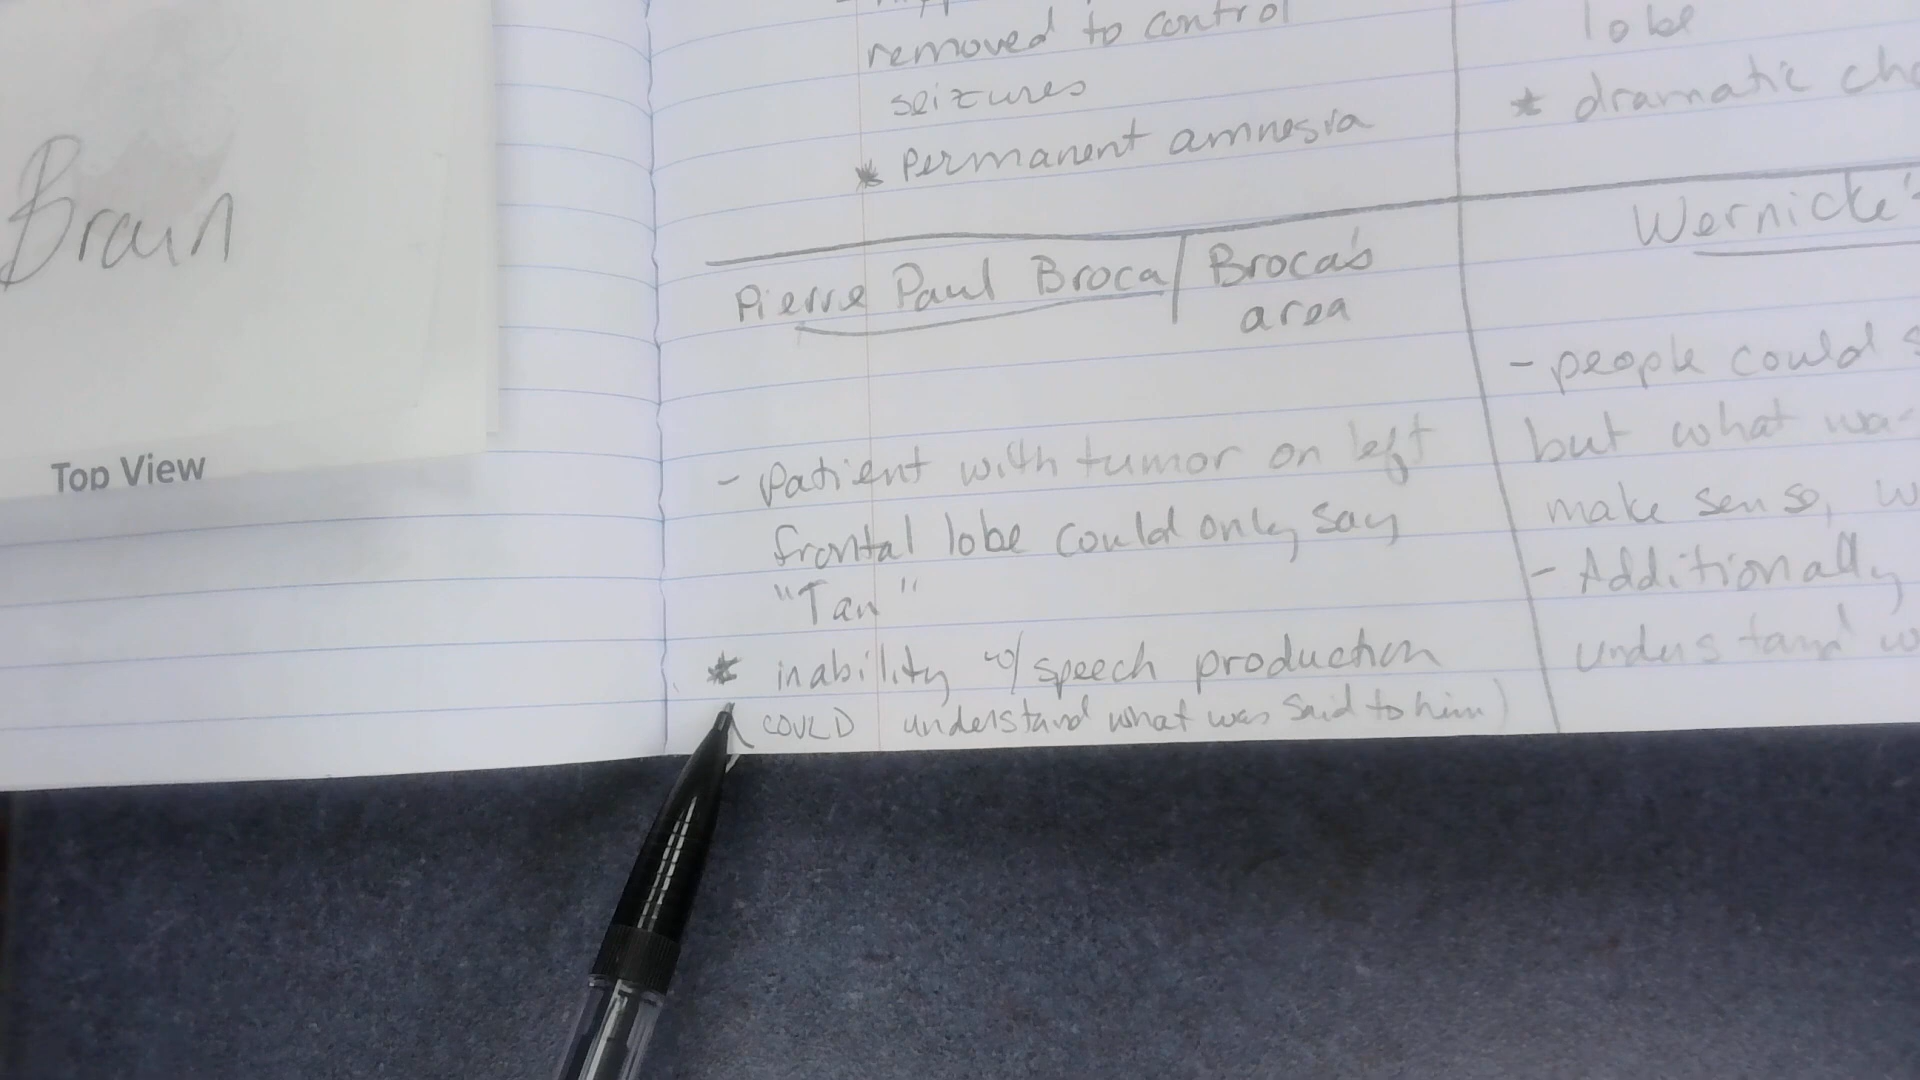 removed to control
seizures
* permanent amnesia
lobe
* dramatic
Brain
Top View
Pierre Paul Broca / Broca's
area
- patient with tumor on left
frontal lobe could only say
"Tan"
* inability w/ speech production
(COULD understand what was said to him)
Wernicke's
- people could
but what
make sense,
- Additionally
understand